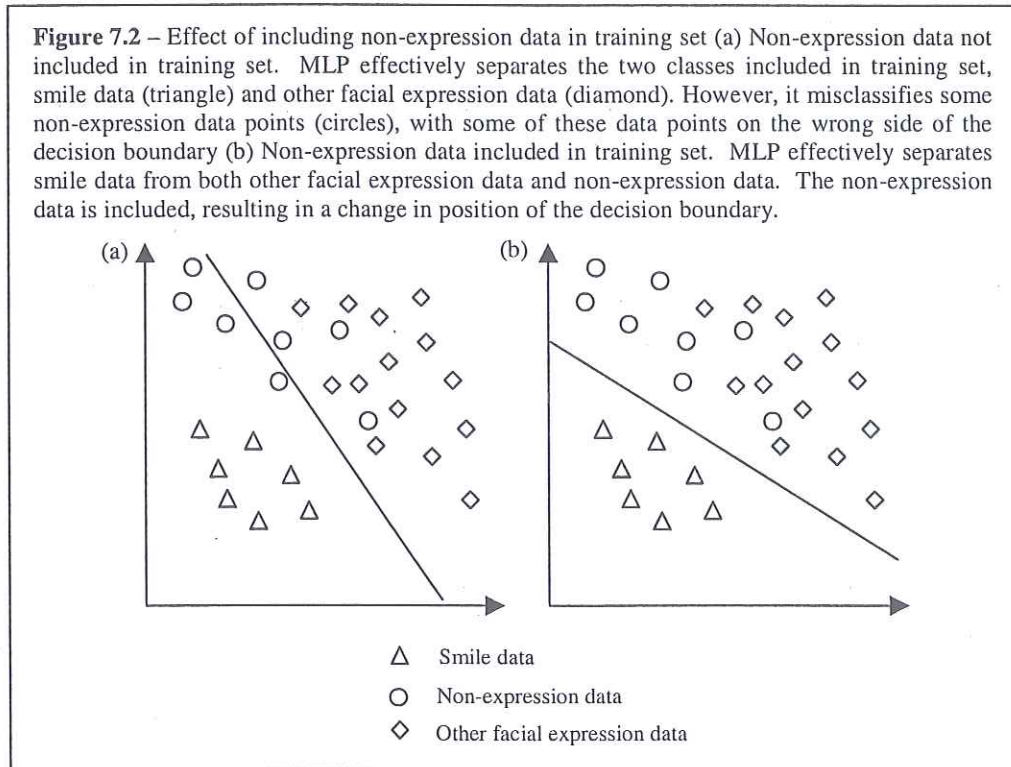 Figure 7.2 – Effect of including non-expression data in training set (a) Non-expression data not
included in training set. MLP effectively separates the two classes included in training set,
smile data (triangle) and other facial expression data (diamond). However, it misclassifies some
non-expression data points (circles), with some of these data points on the wrong side of the
decision boundary (b) Non-expression data included in training set. MLP effectively separates
smile data from both other facial expression data and non-expression data. The non-expression
data is included, resulting in a change in position of the decision boundary.
(a)
(b)
Smile data
Non-expression data
Other facial expression data